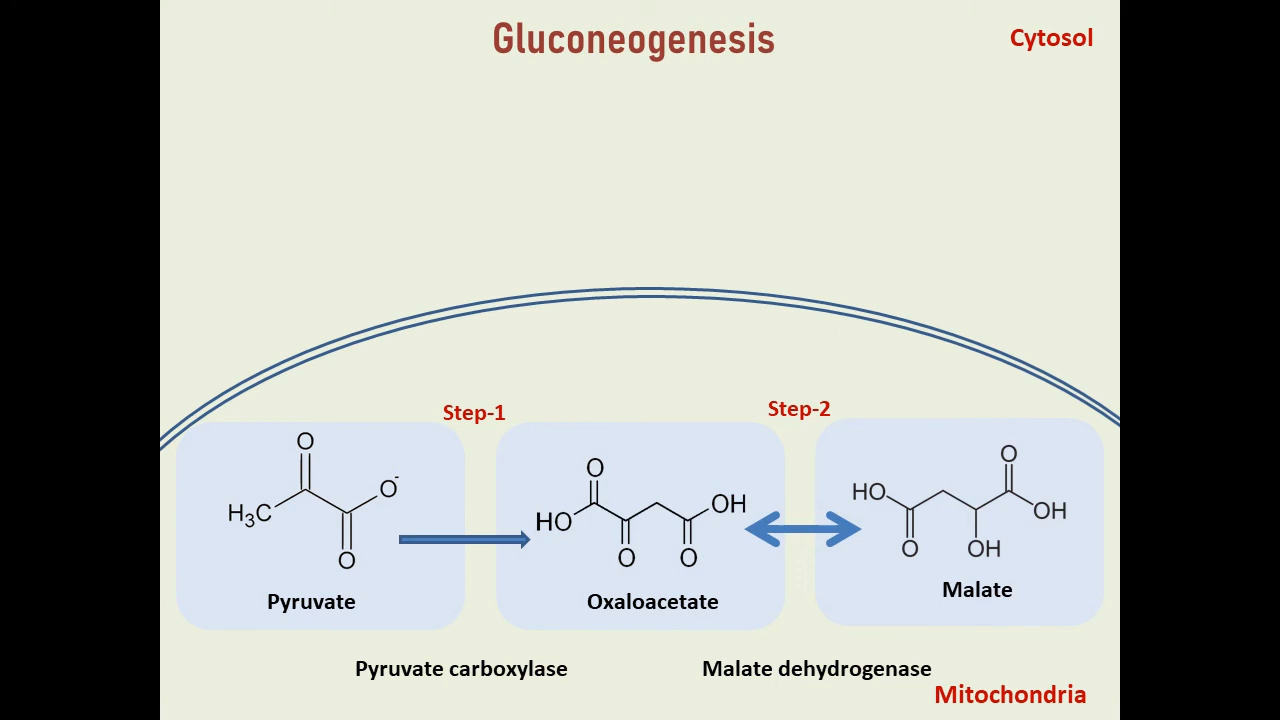 Gluconeogenesis
Cytosol
Step-1
Step-2
O
O-
H3C
O
Pyruvate
O
OH
HO
O
O
Oxaloacetate
O
HO
OH
O
OH
Malate
Pyruvate carboxylase
Malate dehydrogenase
Mitochondria